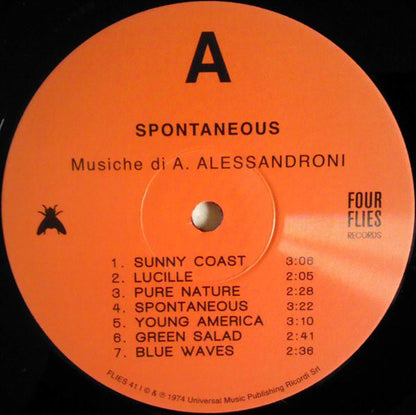 A
SPONTANEOUS
Musiche di A. ALESSANDRONI
FOUR
FLIES
RECORDS
1. SUNNY COAST 3:06
2. LUCILLE 2:05
3. PURE NATURE 2:28
4. SPONTANEOUS 3:22
5. YOUNG AMERICA 3:10
6. GREEN SALAD 2:41
7. BLUE WAVES 2:36
FLIES 41 | © & ℗ 1974 Universal Music Publishing Ricordi Srl